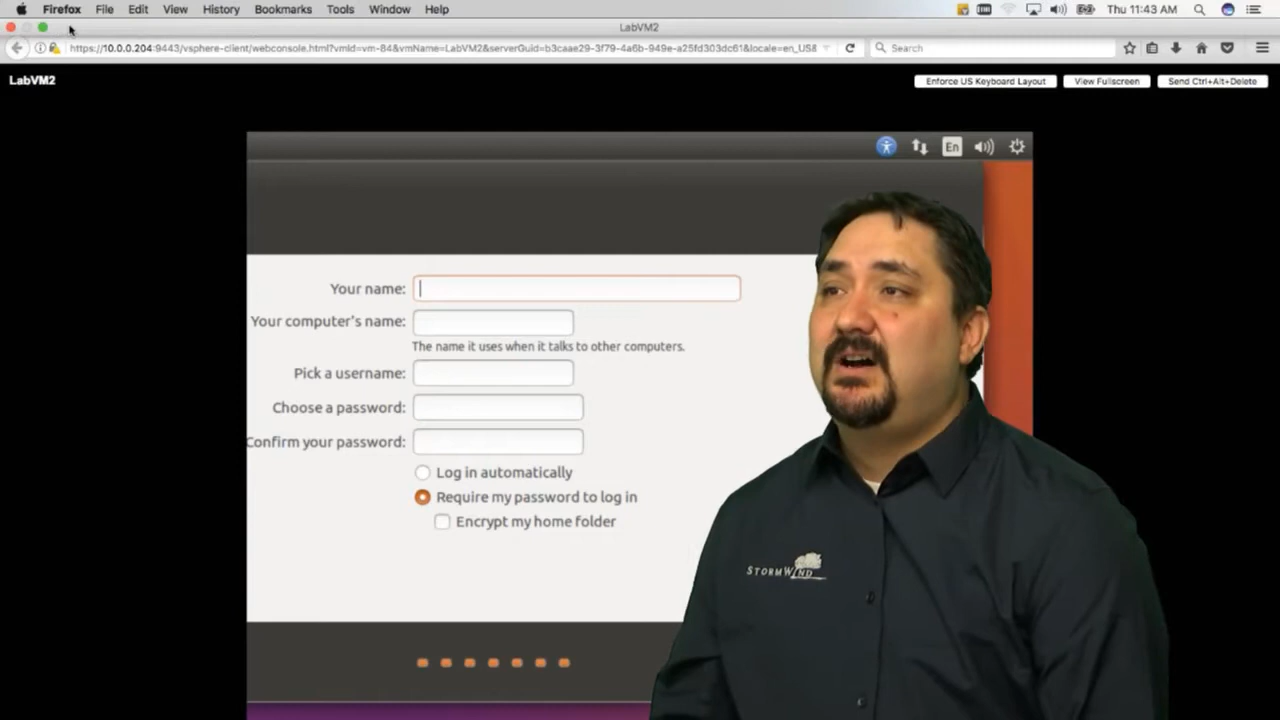 Firefox File Edit View History Bookmarks Tools Window Help Thu 11:43 AM
LabVM2
https://10.0.0.204:9443/vsphere-client/webconsole.html?vmId=vm-84&vmName=LabVM2&serverGuid=b3caae29-3f79-4a6b-949e-a25fd303dc61&locale=en_US& Search
LabVM2 Enforce US Keyboard Layout View Fullscreen Send Ctrl+Alt+Delete
En
Your name:
Your computer's name:
The name it uses when it talks to other computers.
Pick a username:
Choose a password:
Confirm your password:
Log in automatically
Require my password to log in
Encrypt my home folder
STORMWIND